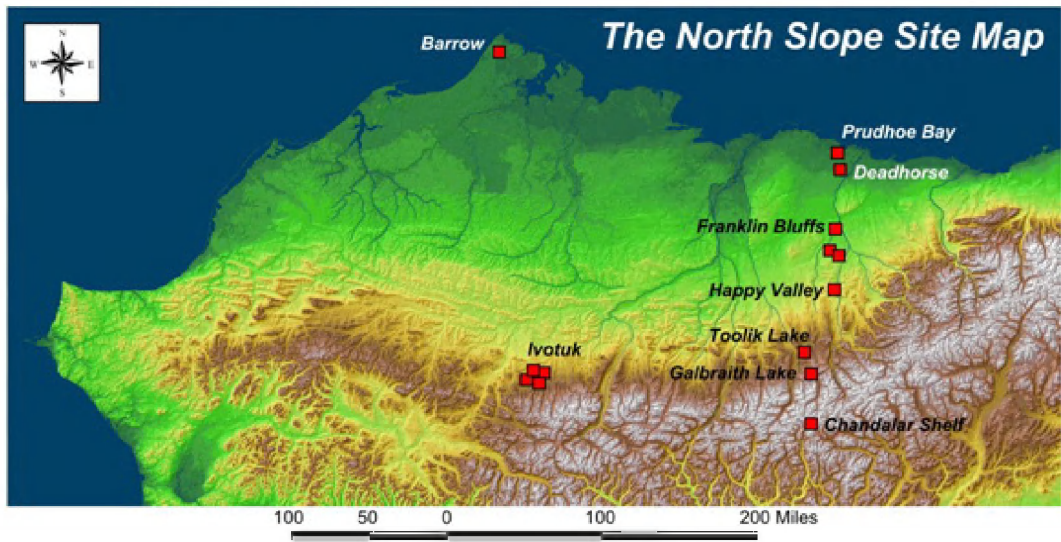 The North Slope Site Map
N
W E
S
Barrow
Prudhoe Bay
Deadhorse
Franklin Bluffs
Happy Valley
Toolik Lake
Ivotuk
Galbraith Lake
Chandalar Shelf
100 50 0 100 200 Miles